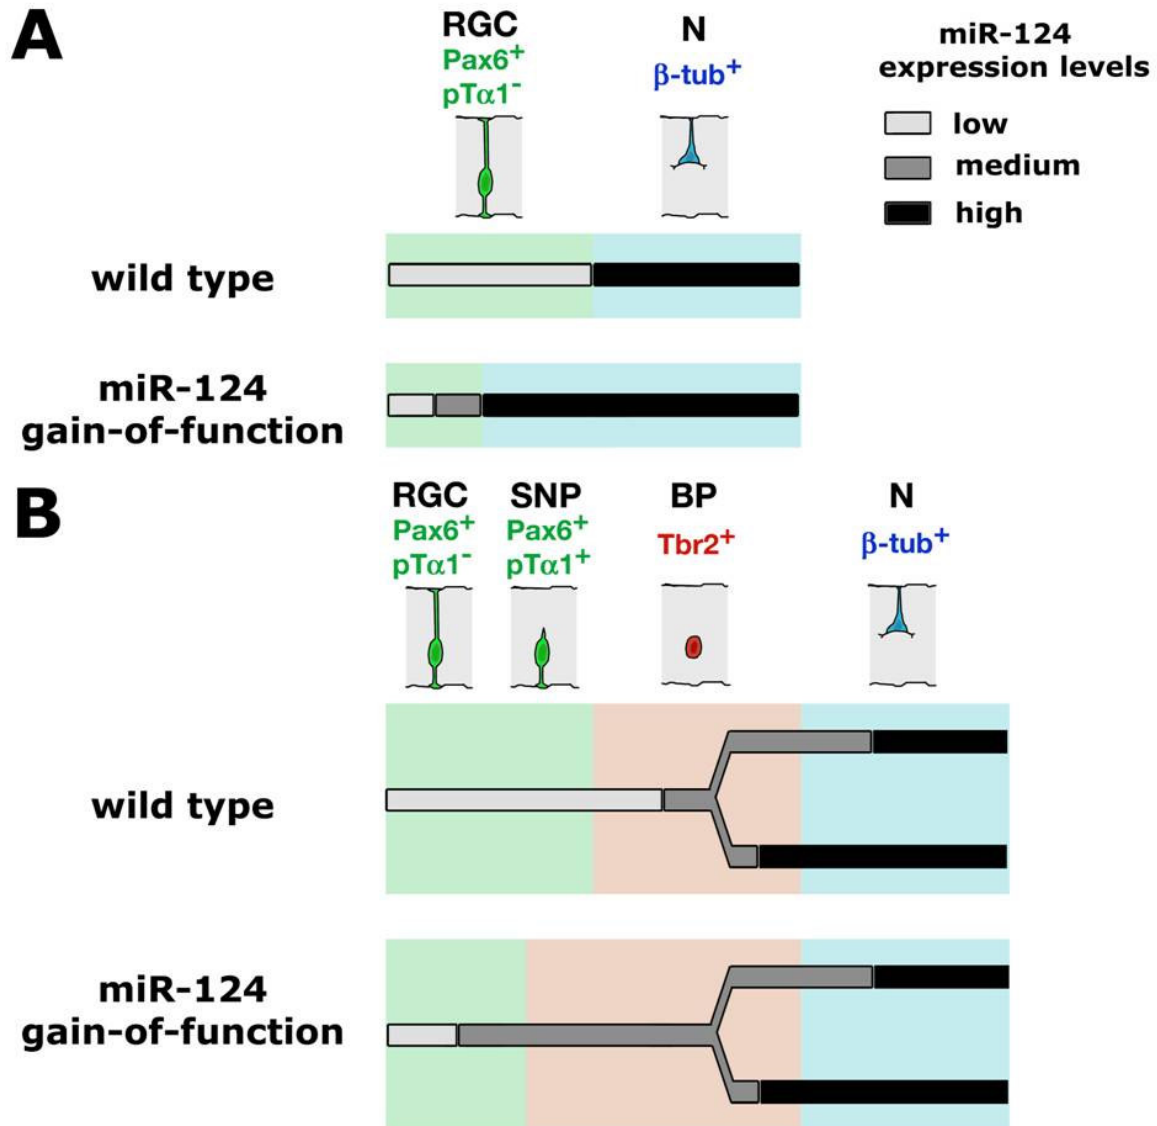 A
RGC
Pax6+
pTα1-
N
β-tub+
miR-124
expression levels
low
medium
high
wild type
miR-124
gain-of-function
B
RGC
Pax6+
pTα1-
SNP
Pax6+
pTα1+
BP
Tbr2+
N
β-tub+
wild type
miR-124
gain-of-function